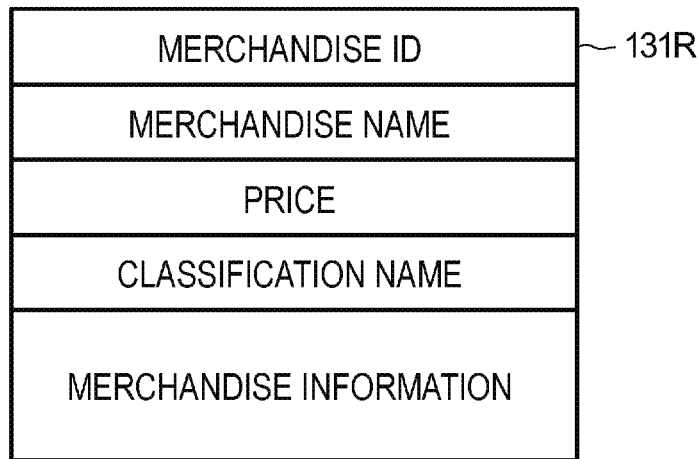 MERCHANDISE ID
131R
MERCHANDISE NAME
PRICE
CLASSIFICATION NAME
MERCHANDISE INFORMATION